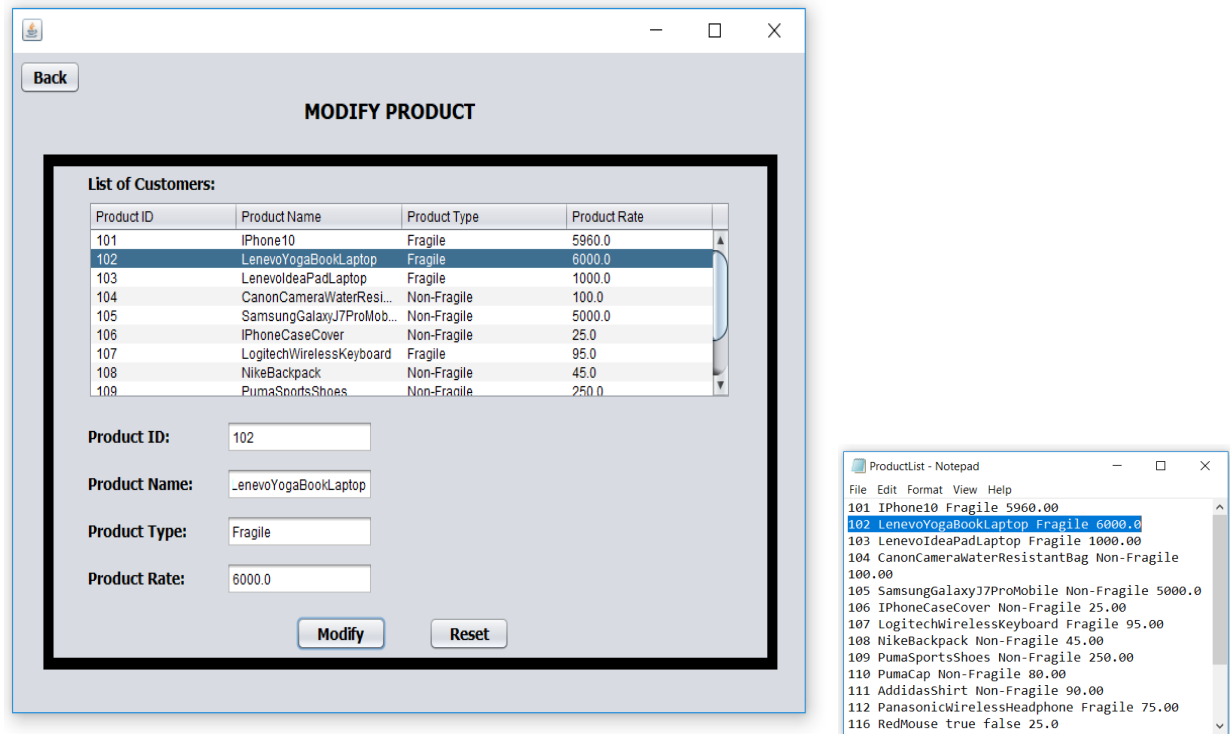 Back
MODIFY PRODUCT
List of Customers:
Product ID Product Name Product Type Product Rate
101 IPhone10 Fragile 5960.0
102 LenevoYogaBookLaptop Fragile 6000.0
103 LenevoIdeaPadLaptop Fragile 1000.0
104 CanonCameraWaterResi... Non-Fragile 100.0
105 SamsungGalaxyJ7ProMob... Non-Fragile 5000.0
106 IPhoneCaseCover Non-Fragile 25.0
107 LogitechWirelessKeyboard Fragile 95.0
108 NikeBackpack Non-Fragile 45.0
109 PumaSportsShoes Non-Fragile 250.0
Product ID: 102
Product Name: LenevoYogaBookLaptop
Product Type: Fragile
Product Rate: 6000.0
Modify Reset
ProductList - Notepad
File Edit Format View Help
101 IPhone10 Fragile 5960.00
102 LenevoYogaBookLaptop Fragile 6000.0
103 LenevoIdeaPadLaptop Fragile 1000.00
104 CanonCameraWaterResistantBag Non-Fragile
100.00
105 SamsungGalaxyJ7ProMobile Non-Fragile 5000.0
106 IPhoneCaseCover Non-Fragile 25.00
107 LogitechWirelessKeyboard Fragile 95.00
108 NikeBackpack Non-Fragile 45.00
109 PumaSportsShoes Non-Fragile 250.00
110 PumaCap Non-Fragile 80.00
111 AddidasShirt Non-Fragile 90.00
112 PanasonicWirelessHeadphone Fragile 75.00
116 RedMouse true false 25.0